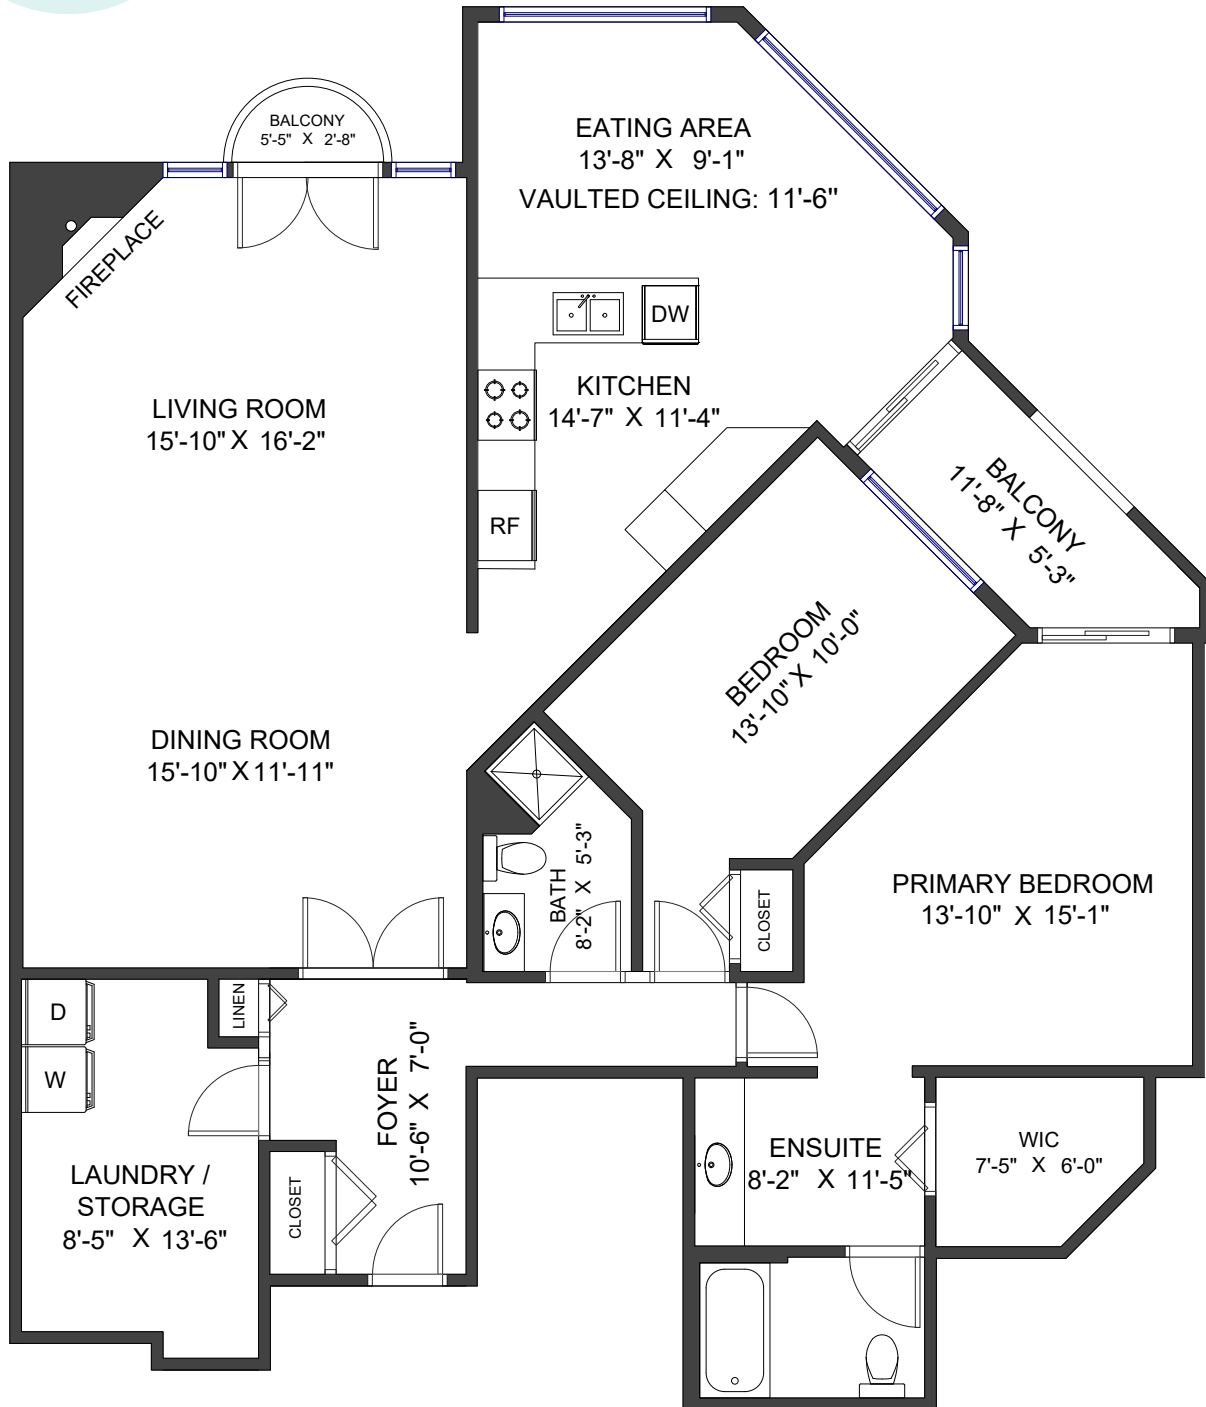 BALCONY
5'-5" X 2'-8"
EATING AREA
13'-8" X 9'-1"
VAULTED CEILING: 11'-6"
FIREPLACE
DW
KITCHEN
14'-7" X 11'-4"
LIVING ROOM
15'-10" X 16'-2"
BALCONY
11'-8" X 5'-3"
RF
BEDROOM
13'-10" X 10'-0"
DINING ROOM
15'-10" X 11'-11"
BATH
8'-2" X 5'-3"
CLOSET
PRIMARY BEDROOM
13'-10" X 15'-1"
D
W
LINEN
FOYER
10'-6" X 7'-0"
LAUNDRY /
STORAGE
8'-5" X 13'-6"
CLOSET
ENSUITE
8'-2" X 11'-5"
WIC
7'-5" X 6'-0"